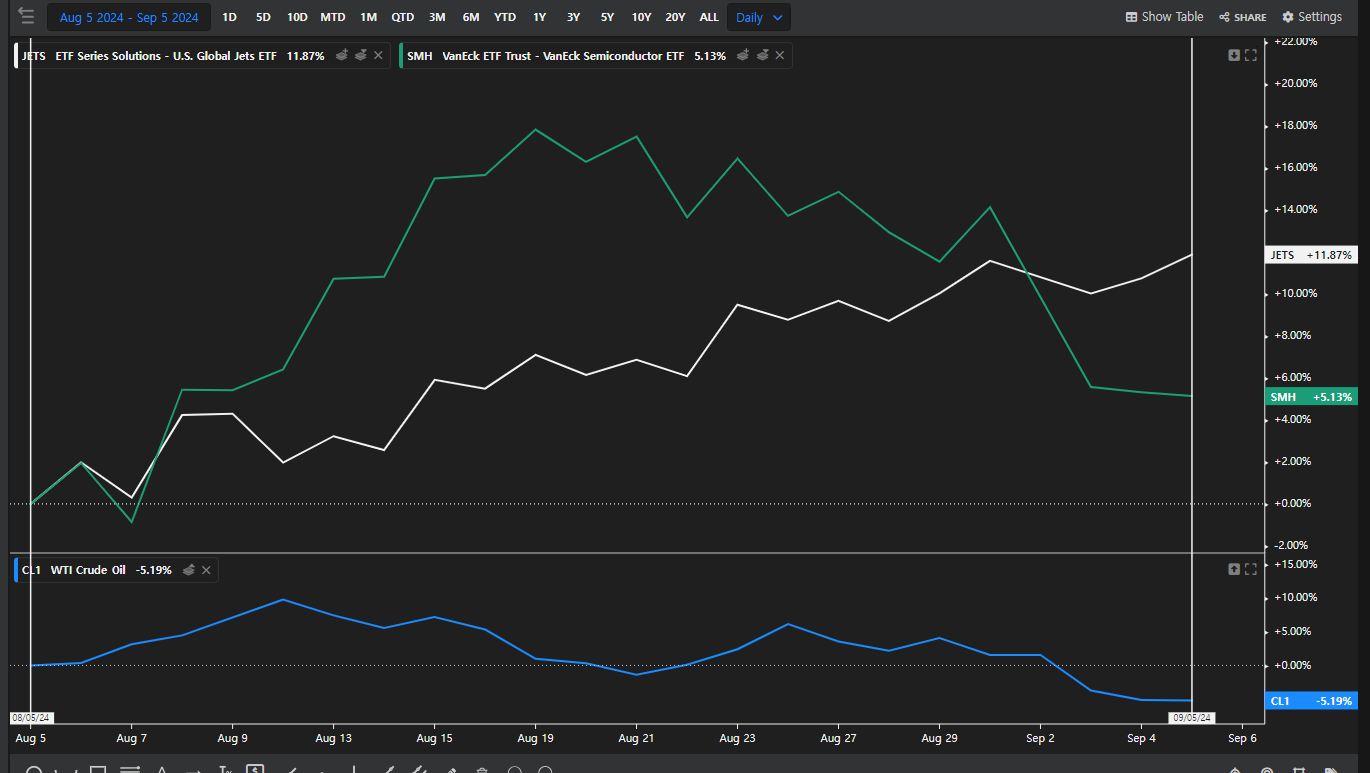 Aug 5 2024 - Sep 5 2024 1D 5D 10D MTD 1M QTD 3M 6M YTD 1Y 3Y 5Y 10Y 20Y ALL Daily Show Table SHARE Settings
JETS ETF Series Solutions - U.S. Global Jets ETF 11.87% SMH VanEck ETF Trust - VanEck Semiconductor ETF 5.13%
+22.00%
+20.00%
+18.00%
+16.00%
+14.00%
JETS +11.87%
+10.00%
+8.00%
+6.00%
SMH +5.13%
+4.00%
+2.00%
+0.00%
-2.00%
CL1 WTI Crude Oil -5.19%
+15.00%
+10.00%
+5.00%
+0.00%
CL1 -5.19%
08/05/24 09/05/24
Aug 5 Aug 7 Aug 9 Aug 13 Aug 15 Aug 19 Aug 21 Aug 23 Aug 27 Aug 29 Sep 2 Sep 4 Sep 6